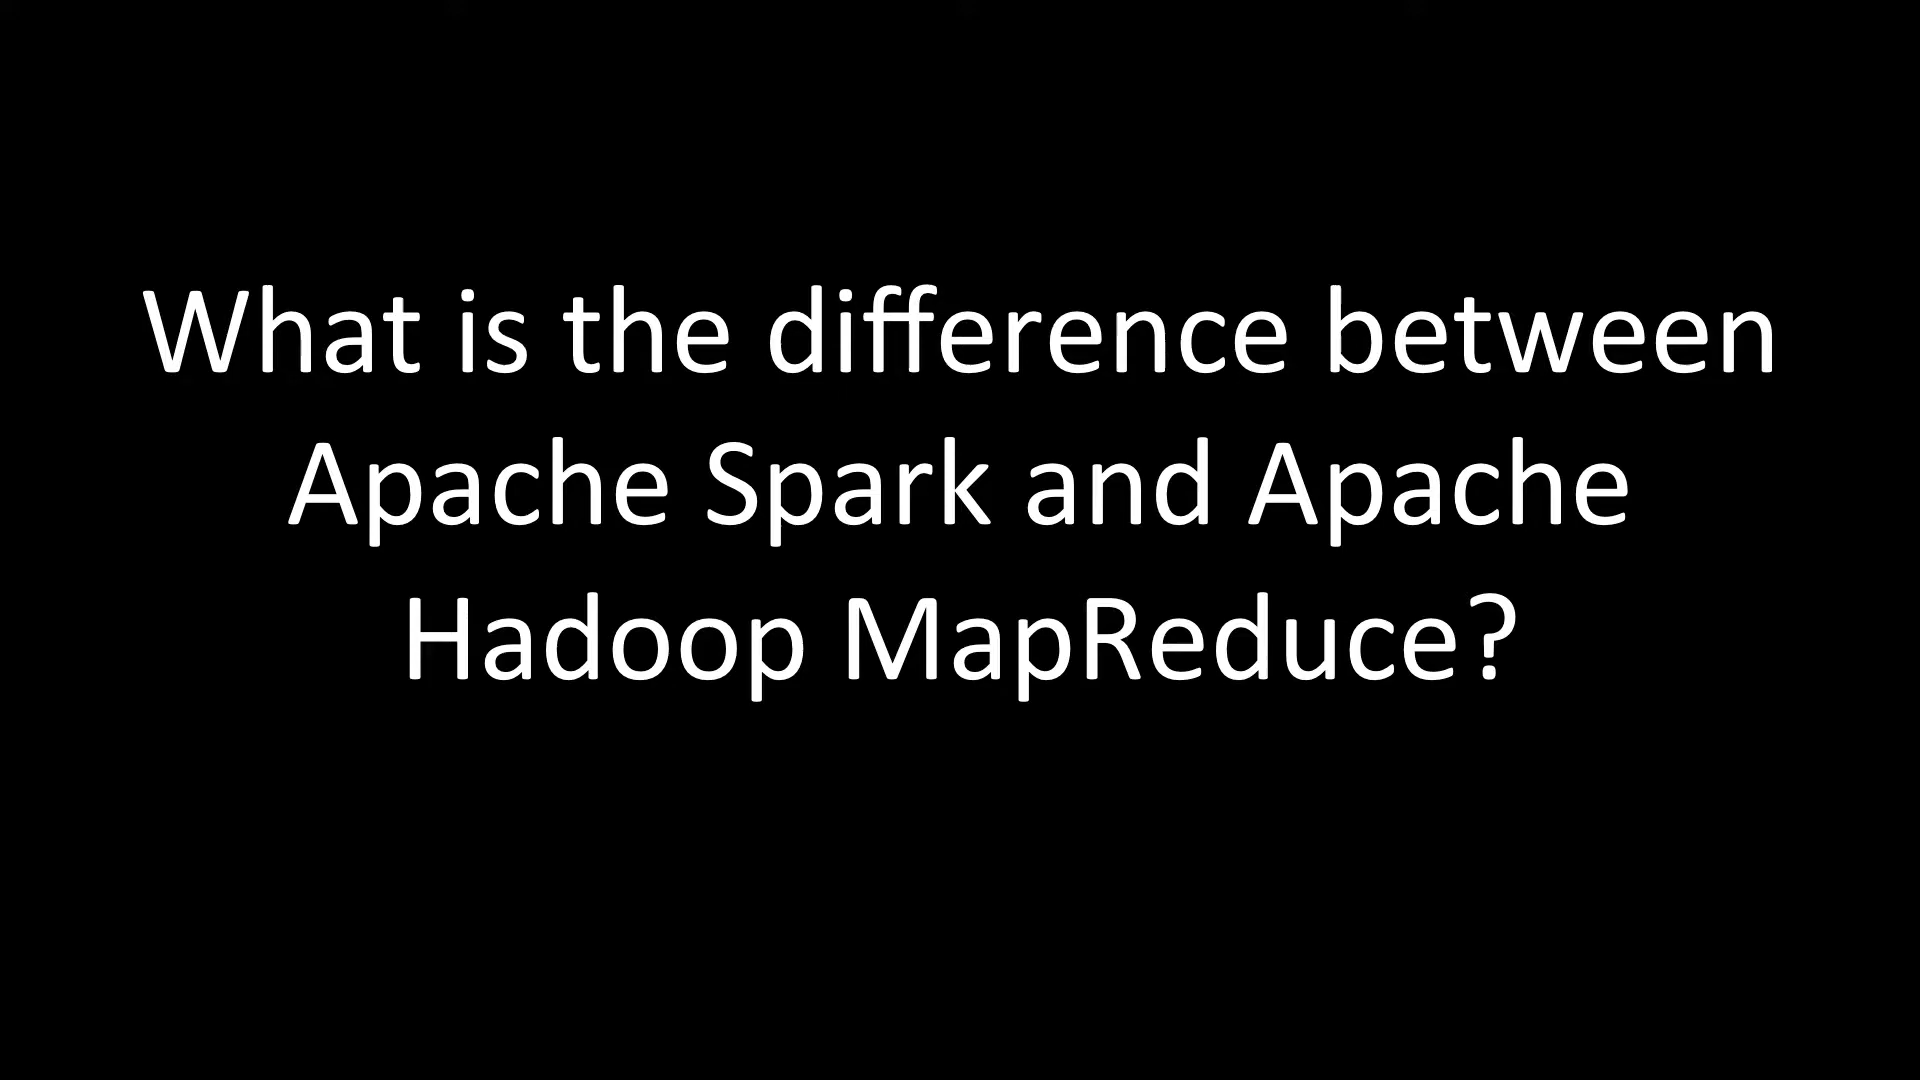 What is the difference between
Apache Spark and Apache
Hadoop MapReduce?